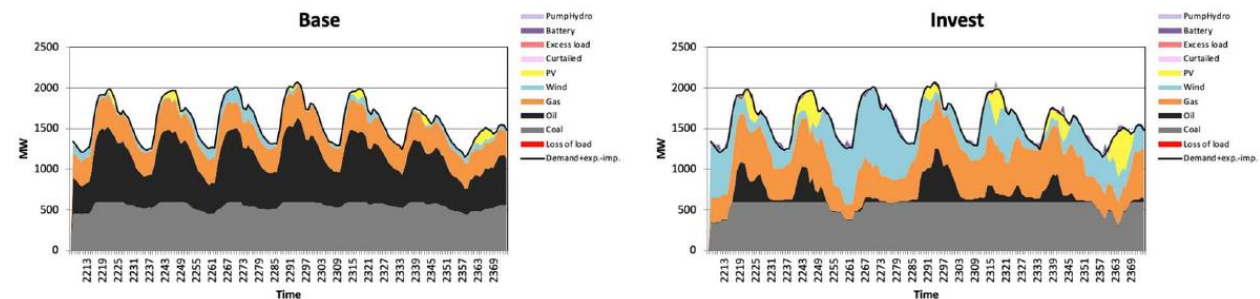 Base
2500
2000
1500
1000
500
0
MW
2213
2219
2225
2231
2237
2243
2249
2255
2261
2267
2273
2279
2285
2291
2297
2303
2309
2315
2321
2327
2333
2339
2345
2351
2357
2363
2369
Time
PumpHydro
Battery
Excess load
Curtailed
PV
Wind
Gas
Oil
Coal
Loss of load
Demand+exp.-imp.
Invest
2500
2000
1500
1000
500
0
MW
2213
2219
2225
2231
2237
2243
2249
2255
2261
2267
2273
2279
2285
2291
2297
2303
2309
2315
2321
2327
2333
2339
2345
2351
2357
2363
2369
Time
PumpHydro
Battery
Excess load
Curtailed
PV
Wind
Gas
Oil
Coal
Loss of load
Demand+exp.-imp.